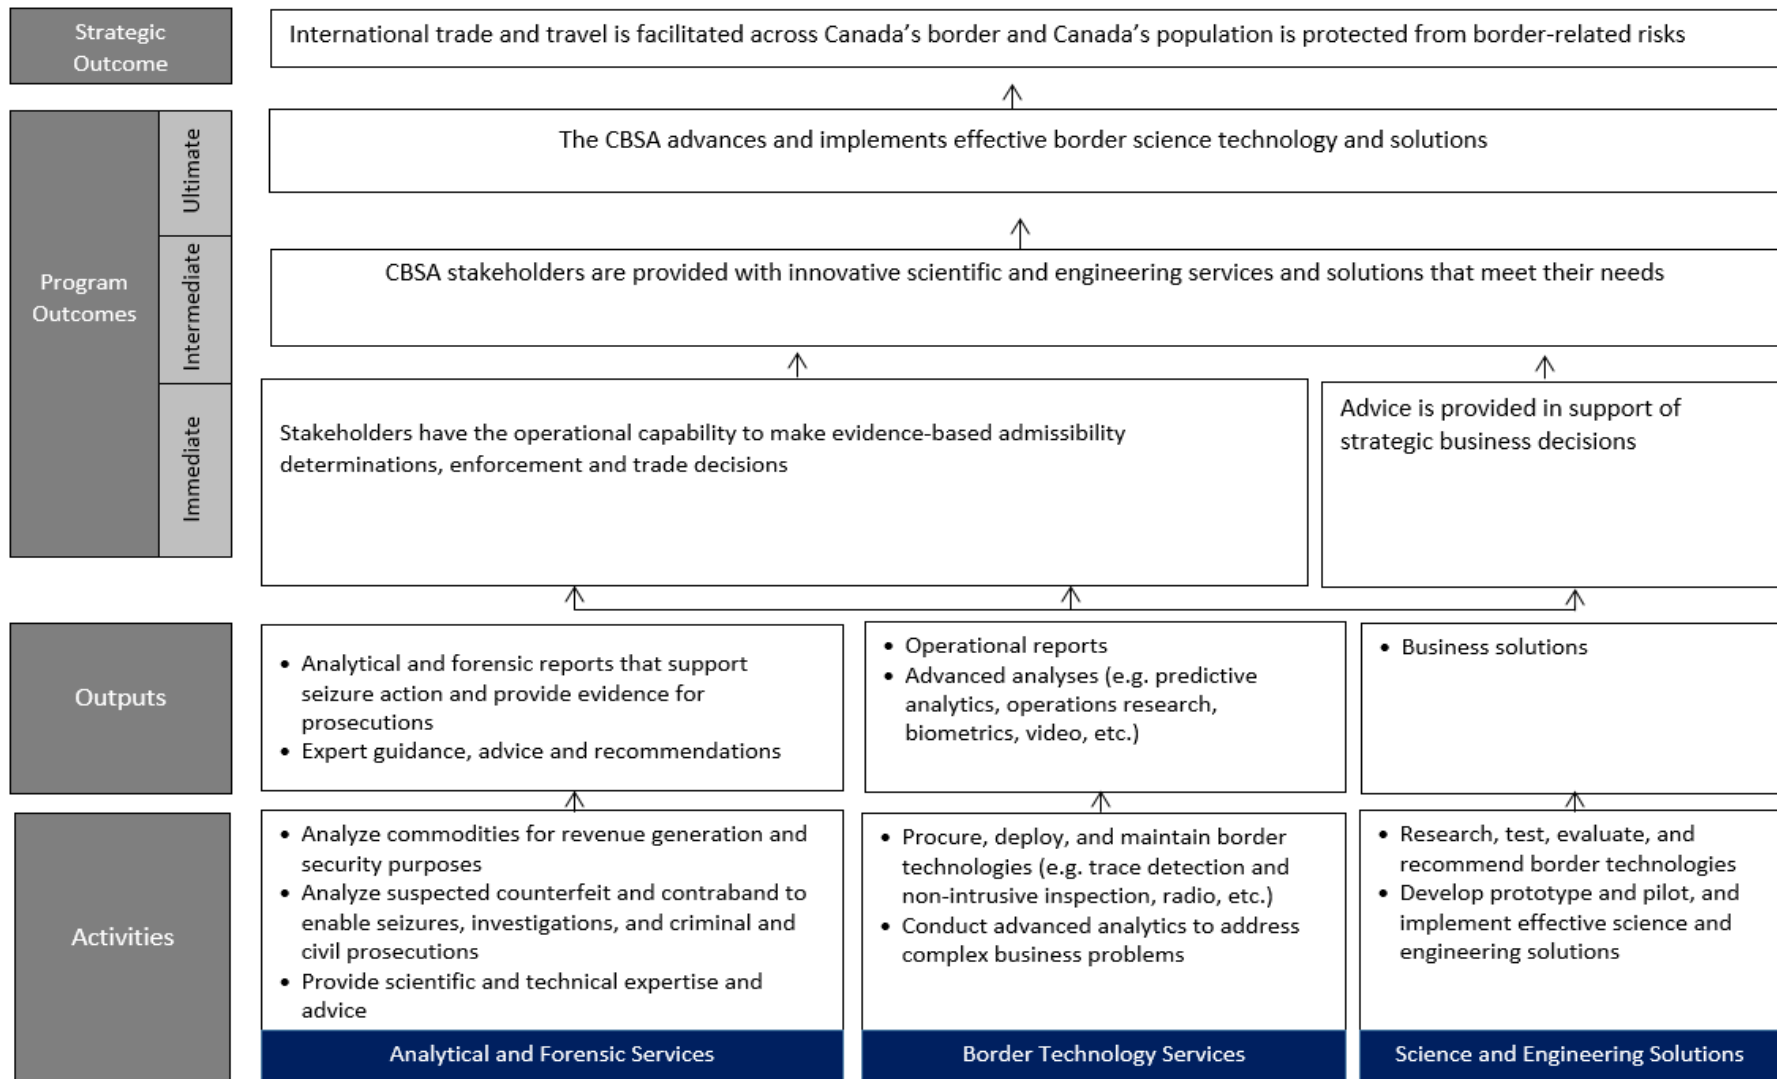 Strategic
Outcome
International trade and travel is facilitated across Canada's border and Canada's population is protected from border-related risks
Program
Outcomes
Ultimate
The CBSA advances and implements effective border science technology and solutions
Intermediate
CBSA stakeholders are provided with innovative scientific and engineering services and solutions that meet their needs
Immediate
Stakeholders have the operational capability to make evidence-based admissibility
determinations, enforcement and trade decisions
Advice is provided in support of
strategic business decisions
Outputs
• Analytical and forensic reports that support
seizure action and provide evidence for
prosecutions
• Expert guidance, advice and recommendations
• Operational reports
• Advanced analyses (e.g. predictive
analytics, operations research,
biometrics, video, etc.)
• Business solutions
Activities
• Analyze commodities for revenue generation and
security purposes
• Analyze suspected counterfeit and contraband to
enable seizures, investigations, and criminal and
civil prosecutions
• Provide scientific and technical expertise and
advice
• Procure, deploy, and maintain border
technologies (e.g. trace detection and
non-intrusive inspection, radio, etc.)
• Conduct advanced analytics to address
complex business problems
• Research, test, evaluate, and
recommend border technologies
• Develop prototype and pilot, and
implement effective science and
engineering solutions
Analytical and Forensic Services
Border Technology Services
Science and Engineering Solutions